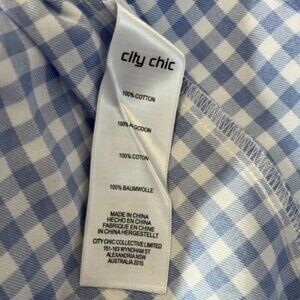 city chic
100% COTTON
100% ALGODON
100% COTON
100% BAUMWOLLE
MADE IN CHINA
HECHO EN CHINA
FABRIQUE EN CHINE
IN CHINA HERGESTELLT
CITY CHIC COLLECTIVE LIMITED
151-163 WYNDHAM ST
ALEXANDRIA NSW
AUSTRALIA 2015